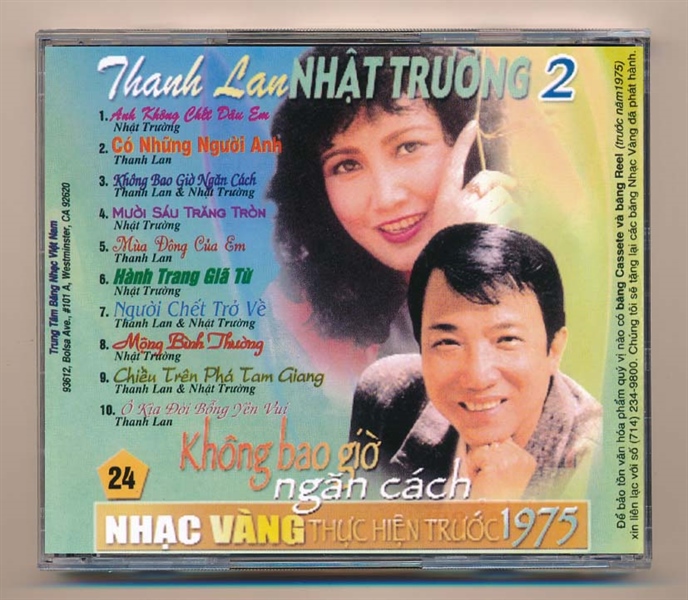 Thanh Lan NHẬT TRƯỜNG 2
1. Anh Không Chết Đâu Em
Nhật Trường
2. Có Những Người Anh
Thanh Lan
3. Không Bao Giờ Ngăn Cách
Thanh Lan & Nhật Trường
4. MƯỜI SÁU TRĂNG TRÒN
Nhật Trường
5. Mùa Đông Của Em
Thanh Lan
6. Hành Trang Giã Từ
Nhật Trường
7. Người Chết Trở Về
Thanh Lan & Nhật Trường
8. Mộng Bình Thường
Nhật Trường
9. Chiều Trên Phá Tam Giang
Thanh Lan & Nhật Trường
10. Ô Kìa Đời Bỗng Yên Vui
Thanh Lan
Không bao giờ
ngăn cách
24
NHẠC VÀNG THỰC HIỆN TRƯỚC 1975
Trung Tâm Băng Nhạc Việt Nam
93612, Bolsa Ave., #101 A, Westminster, CA 92620
Để bảo tồn văn hóa phẩm quý vị nào có băng Cassete và băng Reel (trước năm 1975)
xin liên lạc với số (714) 234-9800. Chúng tôi sẽ tặng lại các băng Nhạc Vàng đã phát hành.